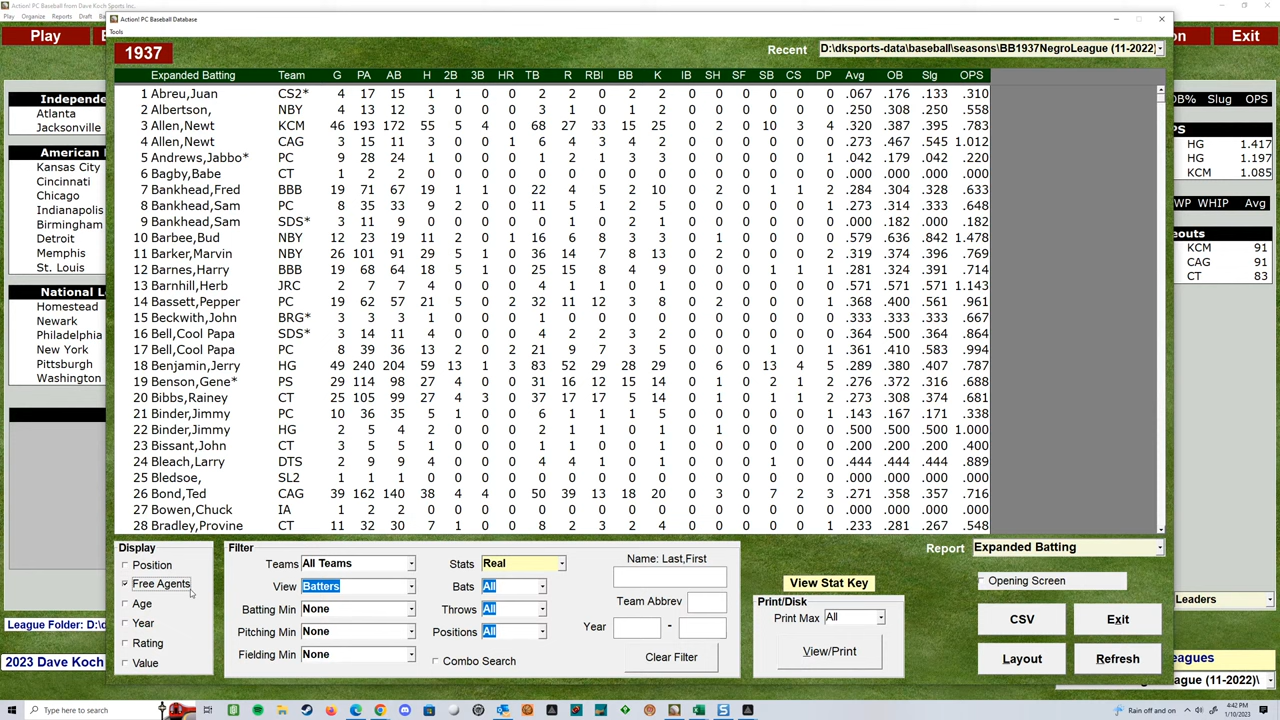 Action! PC Baseball from Dave Koch Sports Inc.
Play Organize Reports Draft
Play
Exit
Action! PC Baseball Database
Tools
1937
Recent D:\dksports-data\baseball\seasons\BB1937NegroLeague (11-2022)
Expanded Batting Team G PA AB H 2B 3B HR TB R RBI BB K IB SH SF SB CS DP Avg OB Slg OPS
1 Abreu,Juan CS2* 4 17 15 1 1 0 0 2 2 0 2 2 0 0 0 0 0 0 .067 .176 .133 .310
2 Albertson, NBY 4 13 12 3 0 0 0 3 1 0 1 2 0 0 0 0 0 0 .250 .308 .250 .558
3 Allen,Newt KCM 46 193 172 55 5 4 0 68 27 33 15 25 0 2 0 10 3 4 .320 .387 .395 .783
4 Allen,Newt CAG 3 15 11 3 0 0 1 6 4 3 4 2 0 0 0 0 0 0 .273 .467 .545 1.012
5 Andrews,Jabbo* PC 9 28 24 1 0 0 0 1 2 1 3 3 0 0 0 0 0 0 .042 .179 .042 .220
6 Bagby,Babe CT 1 2 2 0 0 0 0 0 0 0 0 0 0 0 0 0 0 0 .000 .000 .000 .000
7 Bankhead,Fred BBB 19 71 67 19 1 1 0 22 4 5 2 10 0 0 0 1 1 2 .284 .304 .328 .633
8 Bankhead,Sam PC 8 35 33 9 2 0 0 11 5 1 2 5 0 0 0 0 0 0 .273 .314 .333 .648
9 Bankhead,Sam SDS* 3 11 9 0 0 0 0 0 1 0 2 1 0 0 0 0 0 0 .000 .182 .000 .182
10 Barbee,Bud NBY 12 23 19 11 2 0 1 16 6 8 3 3 0 1 0 0 0 0 .579 .636 .842 1.478
11 Barker,Marvin NBY 26 101 91 29 5 1 0 36 14 7 8 13 0 1 0 2 1 2 .319 .374 .396 .769
12 Barnes,Harry BBB 19 68 64 18 5 1 0 25 15 8 4 9 0 0 0 1 0 1 .281 .324 .391 .714
13 Barnhill,Herb JRC 2 7 7 4 0 0 0 4 0 1 0 0 0 0 0 0 0 0 .571 .571 .571 1.143
14 Bassett,Pepper PC 19 62 57 21 5 0 2 32 11 12 3 8 0 2 0 0 0 1 .368 .400 .561 .961
15 Beckwith,John BRG* 3 3 3 1 0 0 0 1 0 0 0 0 0 0 0 0 0 0 .333 .333 .333 .667
16 Bell,Cool Papa SDS* 3 14 11 4 0 0 0 4 2 2 2 0 0 0 0 1 0 0 .364 .500 .364 .864
17 Bell,Cool Papa PC 8 39 36 13 2 0 2 21 9 7 3 5 0 0 0 1 0 0 .361 .410 .583 .994
18 Benjamin,Jerry HG 49 240 204 59 13 1 3 83 52 29 28 29 0 6 0 13 4 5 .289 .380 .407 .787
19 Benson,Gene* PS 29 114 98 27 4 0 0 31 16 12 15 14 0 1 0 2 0 2 .276 .372 .316 .688
20 Bibbs,Rainey CT 25 105 99 27 4 3 0 37 17 17 5 14 0 1 0 2 0 2 .273 .308 .374 .681
21 Binder,Jimmy PC 10 36 35 5 1 0 0 6 1 1 1 5 0 0 0 0 0 0 .143 .167 .171 .338
22 Binder,Jimmy HG 2 5 4 2 0 0 0 2 1 1 0 0 0 1 0 0 0 0 .500 .500 .500 1.000
23 Bissant,John CT 3 5 5 1 0 0 0 1 1 0 0 1 0 0 0 0 0 0 .200 .200 .200 .400
24 Bleach,Larry DTS 2 9 9 4 0 0 0 4 4 0 0 1 0 0 0 1 0 0 .444 .444 .444 .889
25 Bledsoe, SL2 1 1 1 0 0 0 0 0 0 0 0 0 0 0 0 0 0 0 .000 .000 .000 .000
26 Bond,Ted CAG 39 162 140 38 4 4 0 50 39 13 18 20 0 3 0 7 2 3 .271 .358 .357 .716
27 Bowen,Chuck IA 1 2 2 0 0 0 0 0 0 0 0 0 0 0 0 0 0 0 .000 .000 .000 .000
28 Bradley,Provine CT 11 32 30 7 1 0 0 8 2 3 2 7 0 0 0 0 0 1 .233 .281 .267 .548
Independe
Atlanta
Jacksonville
American
Kansas City
Cincinnati
Chicago
Indianapolis
Birmingham
Detroit
Memphis
St. Louis
National L
Homestead
Newark
Philadelphia
New York
Pittsburgh
Washington
OB% Slug OPS
HG 1.417
HG 1.197
KCM 1.085
WP WHIP Avg
KCM 91
CAG 91
CT 83
Leaders
League Folder: D:\d
2023 Dave Koch
eagues
League (11-2022)\
Display
Position
Free Agents
Age
Year
Rating
Value
Filter
Teams All Teams
View Batters
Batting Min None
Pitching Min None
Fielding Min None
Stats Real
Bats All
Throws All
Positions All
Combo Search
Name: Last,First
Team Abbrev
Year -
Clear Filter
View Stat Key
Print/Disk
Print Max All
View/Print
Report Expanded Batting
Opening Screen
CSV
Exit
Layout
Refresh
Type here to search
Rain off and on
4:42 PM
1/10/2023